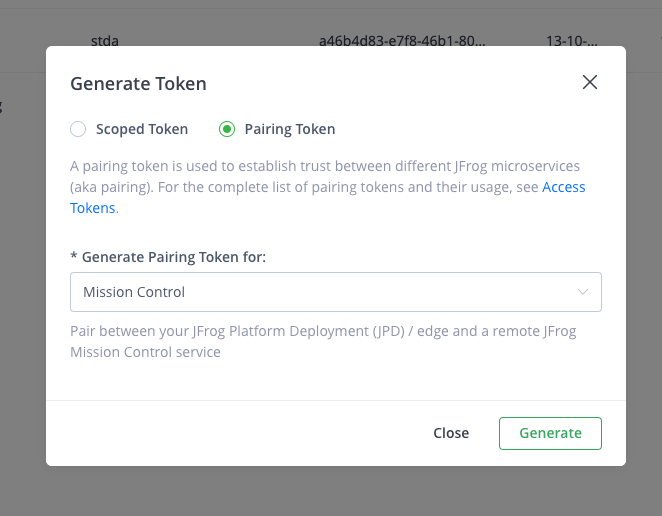 stda a46b4d83-e7f8-46b1-80... 13-10-...
Generate Token
Scoped Token Pairing Token
A pairing token is used to establish trust between different JFrog microservices
(aka pairing). For the complete list of pairing tokens and their usage, see Access
Tokens.
* Generate Pairing Token for:
Mission Control
Pair between your JFrog Platform Deployment (JPD) / edge and a remote JFrog
Mission Control service
Close Generate